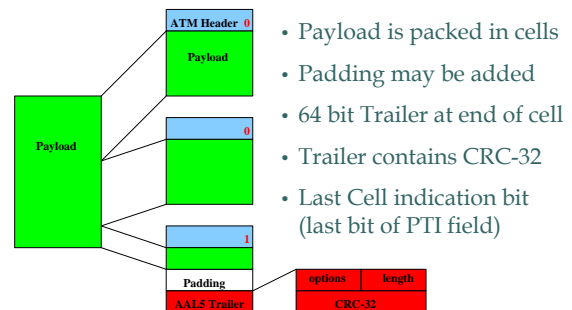 ATM Header 0
Payload
Payload
0
1
Padding
AAL5 Trailer
options length
CRC-32
• Payload is packed in cells
• Padding may be added
• 64 bit Trailer at end of cell
• Trailer contains CRC-32
• Last Cell indication bit
(last bit of PTI field)